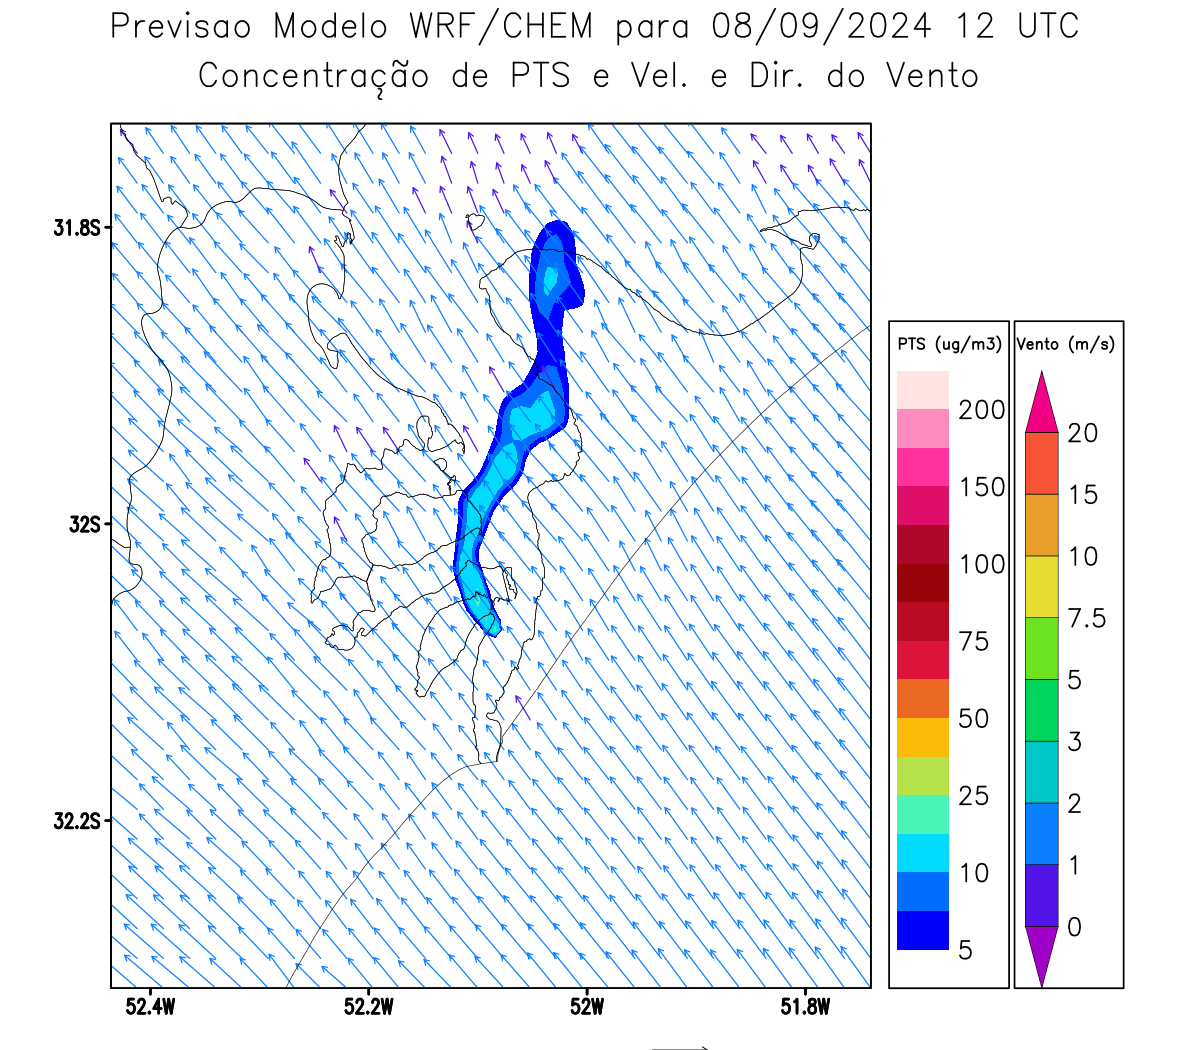 Previsao Modelo WRF/CHEM para 08/09/2024 12 UTC
Concentração de PTS e Vel. e Dir. do Vento
31.8S
32S
32.2S
52.4W
52.2W
52W
51.8W
PTS (ug/m3)
200
150
100
75
50
25
10
5
Vento (m/s)
20
15
10
7.5
5
3
2
1
0